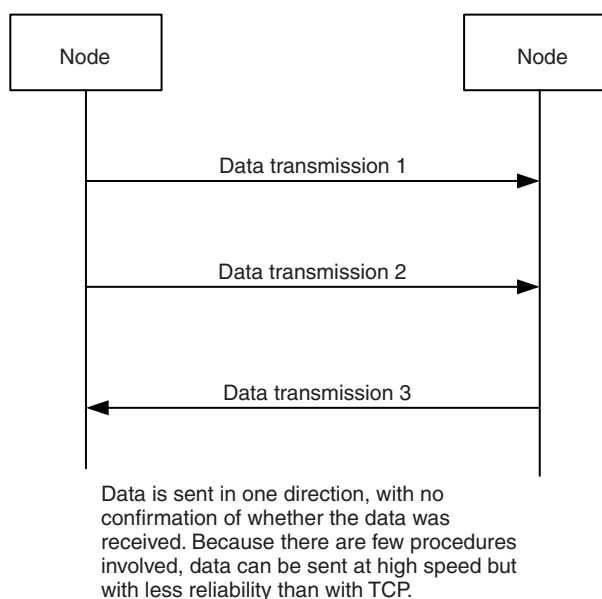 Node
Node
Data transmission 1
Data transmission 2
Data transmission 3
Data is sent in one direction, with no
confirmation of whether the data was
received. Because there are few procedures
involved, data can be sent at high speed but
with less reliability than with TCP.